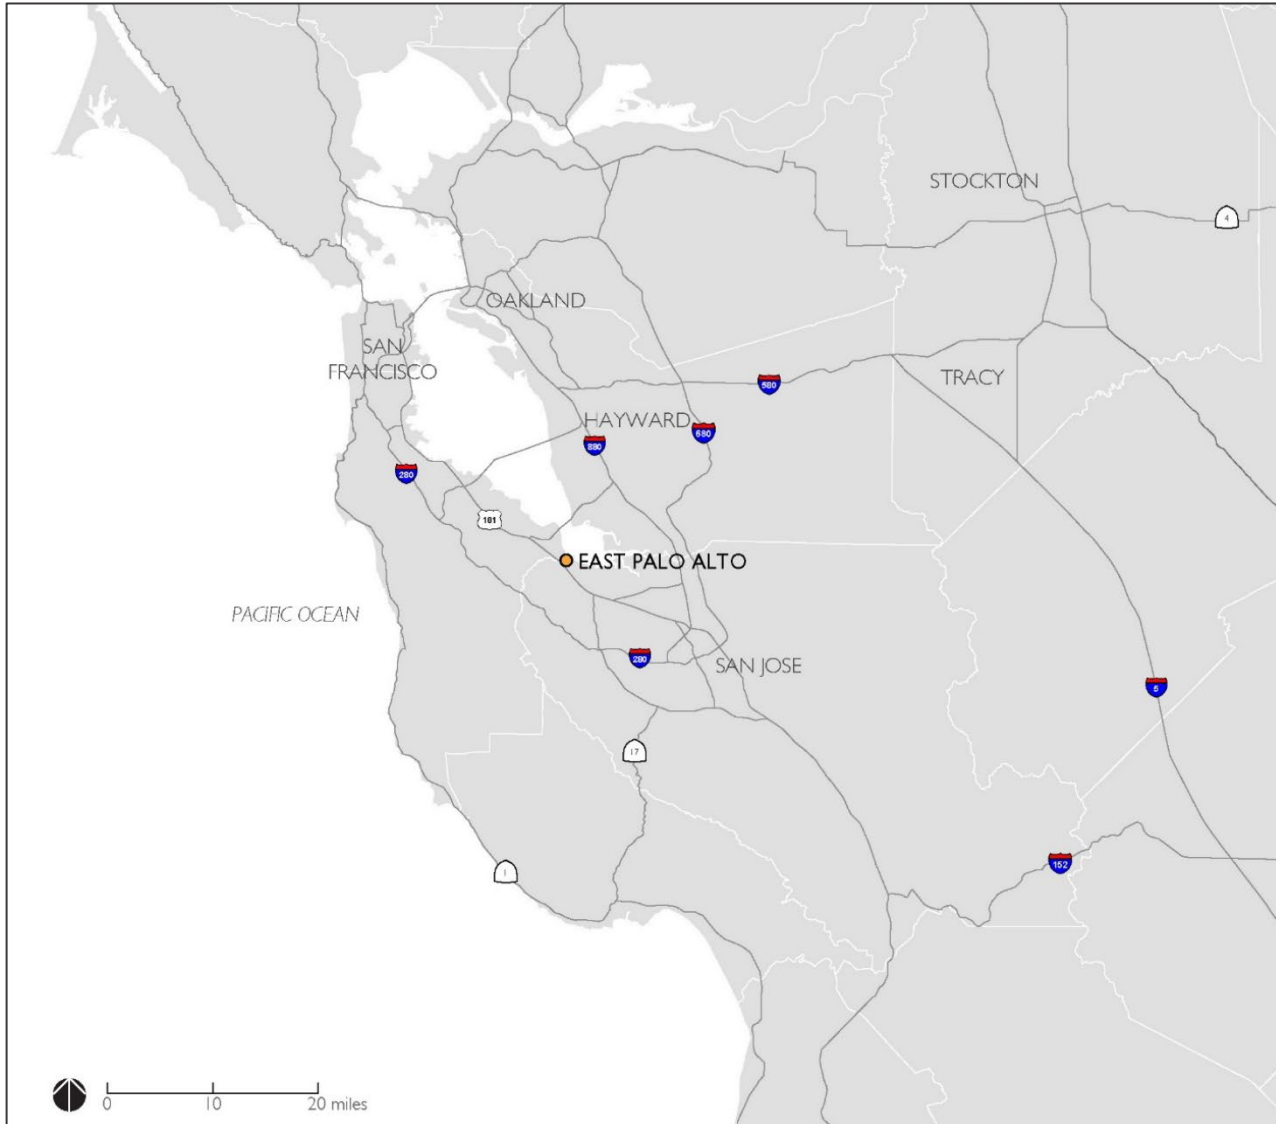 STOCKTON
4
OAKLAND
SAN
FRANCISCO
580
TRACY
HAYWARD
680
880
280
101
EAST PALO ALTO
PACIFIC OCEAN
280
SAN JOSE
5
17
152
1
0 10 20 miles